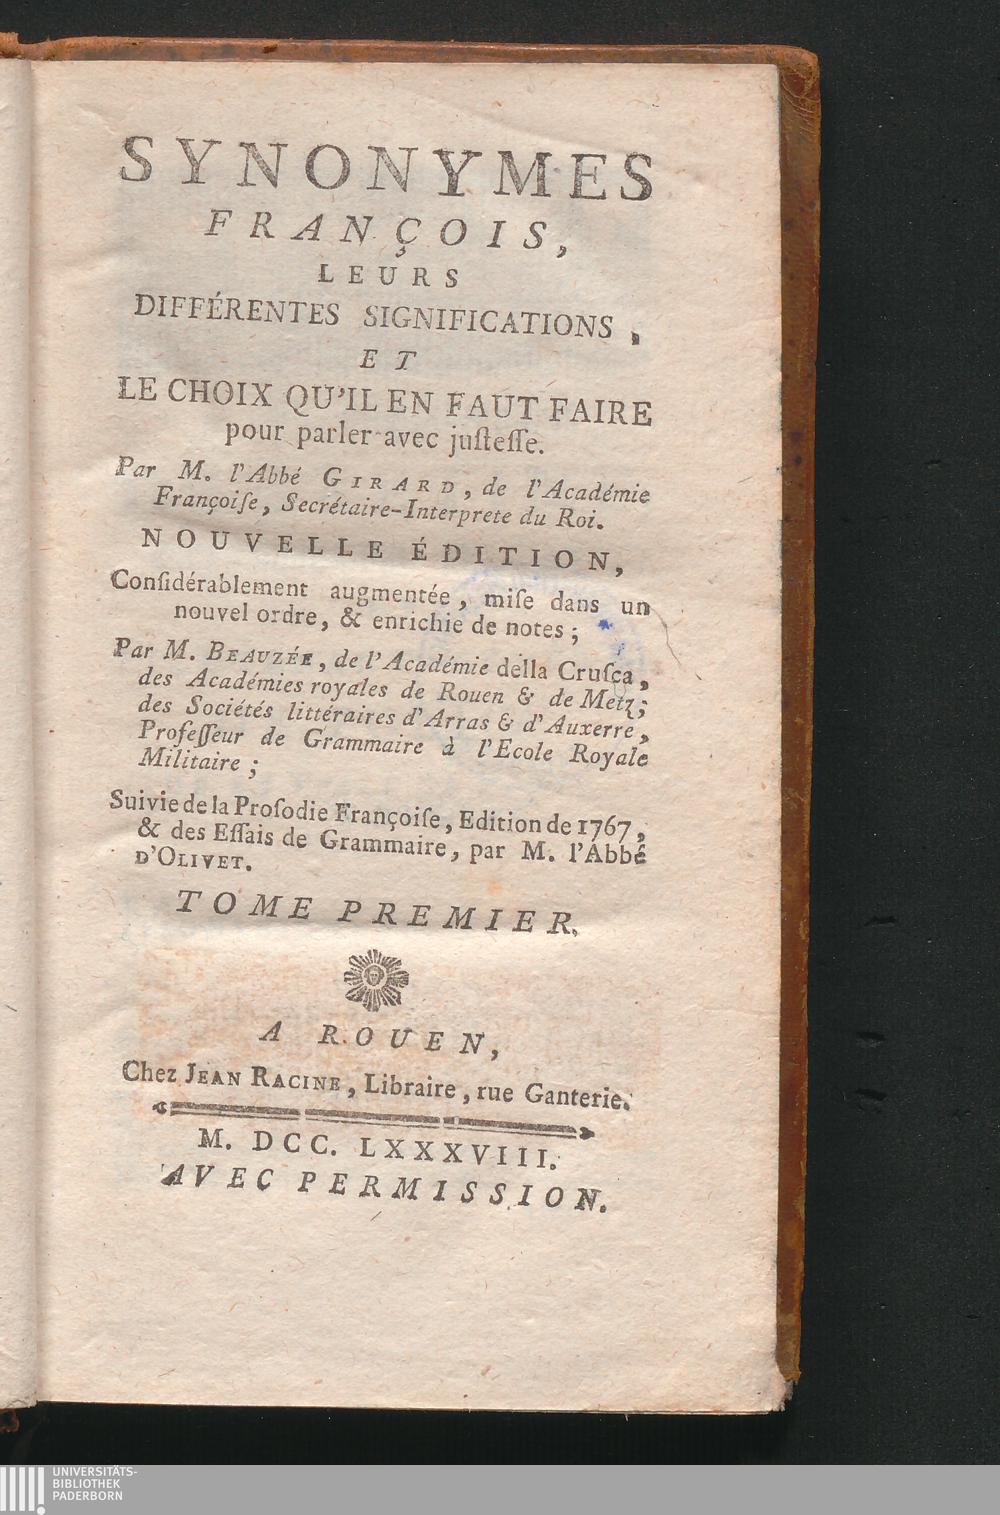 SYNONYMES
FRANÇOIS,
LEURS
DIFFÉRENTES SIGNIFICATIONS,
ET
LE CHOIX QU'IL EN FAUT FAIRE
pour parler avec juſteſſe.
Par M. l'Abbé GIRARD, de l'Académie
Françoiſe, Secrétaire-Interprete du Roi.
NOUVELLE ÉDITION,
Conſidérablement augmentée, miſe dans un
nouvel ordre, & enrichie de notes;
Par M. BEAUZÉE, de l'Académie della Cruſca,
des Académies royales de Rouen & de Metz;
des Sociétés littéraires d'Arras & d'Auxerre,
Profeſſeur de Grammaire à l'Ecole Royale
Militaire;
Suivie de la Proſodie Françoiſe, Edition de 1767,
& des Eſſais de Grammaire, par M. l'Abbé
D'OLIVET.
TOME PREMIER.
A ROUEN,
Chez JEAN RACINE, Libraire, rue Ganterie.
M. DCC. LXXXVIII.
AVEC PERMISSION.
UNIVERSITÄTS-
BIBLIOTHEK
PADERBORN